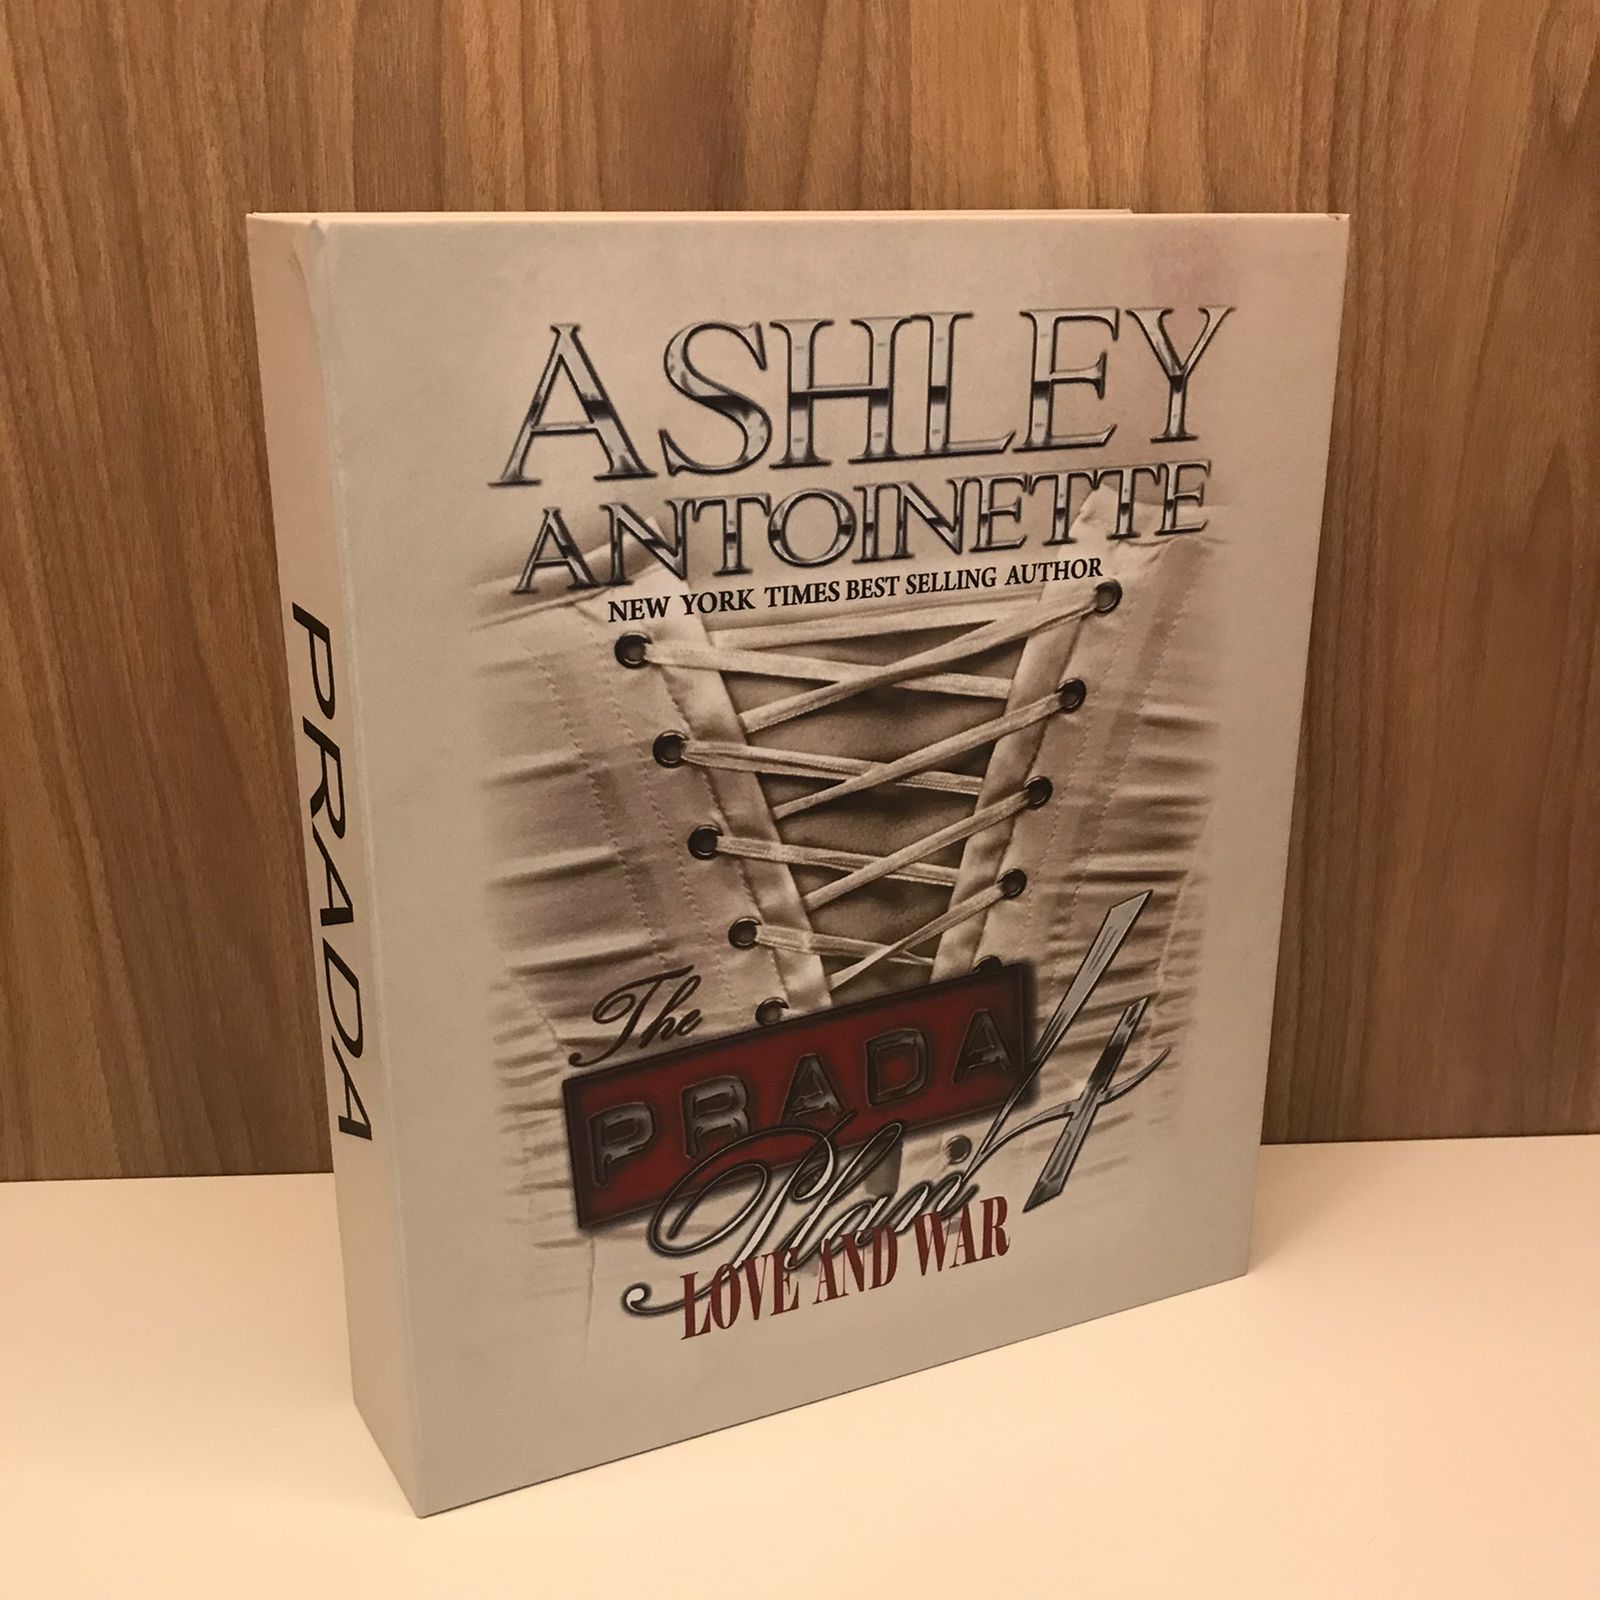 ASHLEY
ANTOINETTE
NEW YORK TIMES BEST SELLING AUTHOR
The
PRADA
Plan 4
LOVE AND WAR
PRADA